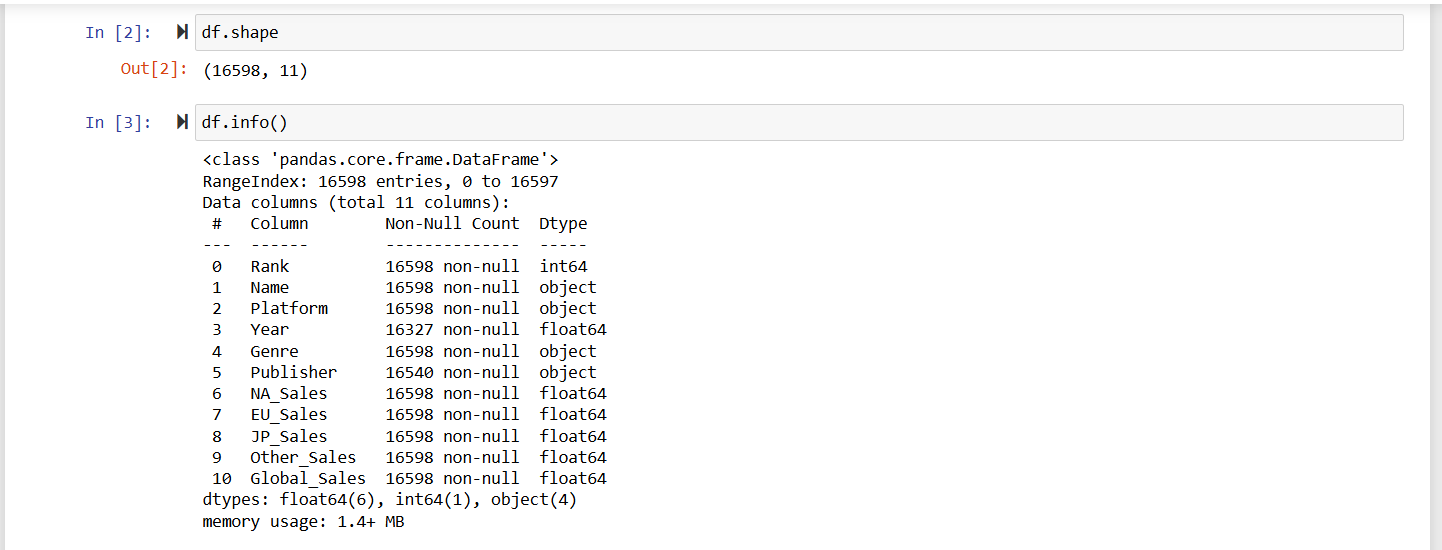 In [2]: df.shape
Out[2]: (16598, 11)
In [3]: df.info()
<class 'pandas.core.frame.DataFrame'>
RangeIndex: 16598 entries, 0 to 16597
Data columns (total 11 columns):
 #   Column        Non-Null Count  Dtype
---  ------        --------------  -----
 0   Rank          16598 non-null  int64
 1   Name          16598 non-null  object
 2   Platform      16598 non-null  object
 3   Year          16327 non-null  float64
 4   Genre         16598 non-null  object
 5   Publisher     16540 non-null  object
 6   NA_Sales      16598 non-null  float64
 7   EU_Sales      16598 non-null  float64
 8   JP_Sales      16598 non-null  float64
 9   Other_Sales   16598 non-null  float64
 10  Global_Sales  16598 non-null  float64
dtypes: float64(6), int64(1), object(4)
memory usage: 1.4+ MB